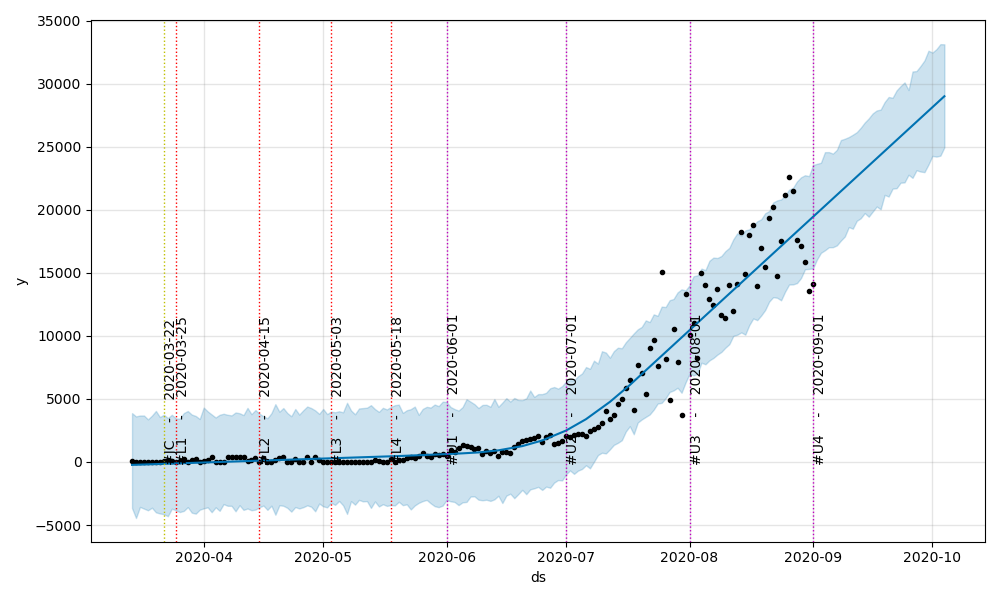 35000
30000
25000
20000
15000
10000
5000
0
−5000
y
#JC - 2020-03-22
#L1 - 2020-03-25
#L2 - 2020-04-15
#L3 - 2020-05-03
#L4 - 2020-05-18
#U1 - 2020-06-01
#U2 - 2020-07-01
#U3 - 2020-08-01
#U4 - 2020-09-01
2020-04
2020-05
2020-06
2020-07
2020-08
2020-09
2020-10
ds